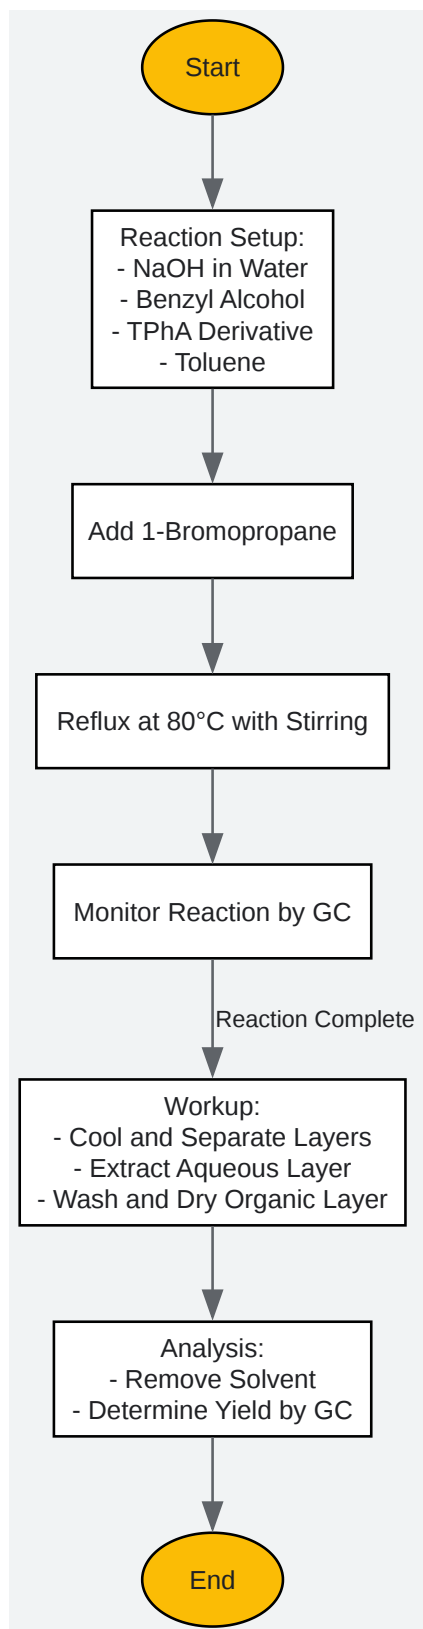 Start
Reaction Setup:
- NaOH in Water
- Benzyl Alcohol
- TPhA Derivative
- Toluene
Add 1-Bromopropane
Reflux at 80°C with Stirring
Monitor Reaction by GC
Reaction Complete
Workup:
- Cool and Separate Layers
- Extract Aqueous Layer
- Wash and Dry Organic Layer
Analysis:
- Remove Solvent
- Determine Yield by GC
End